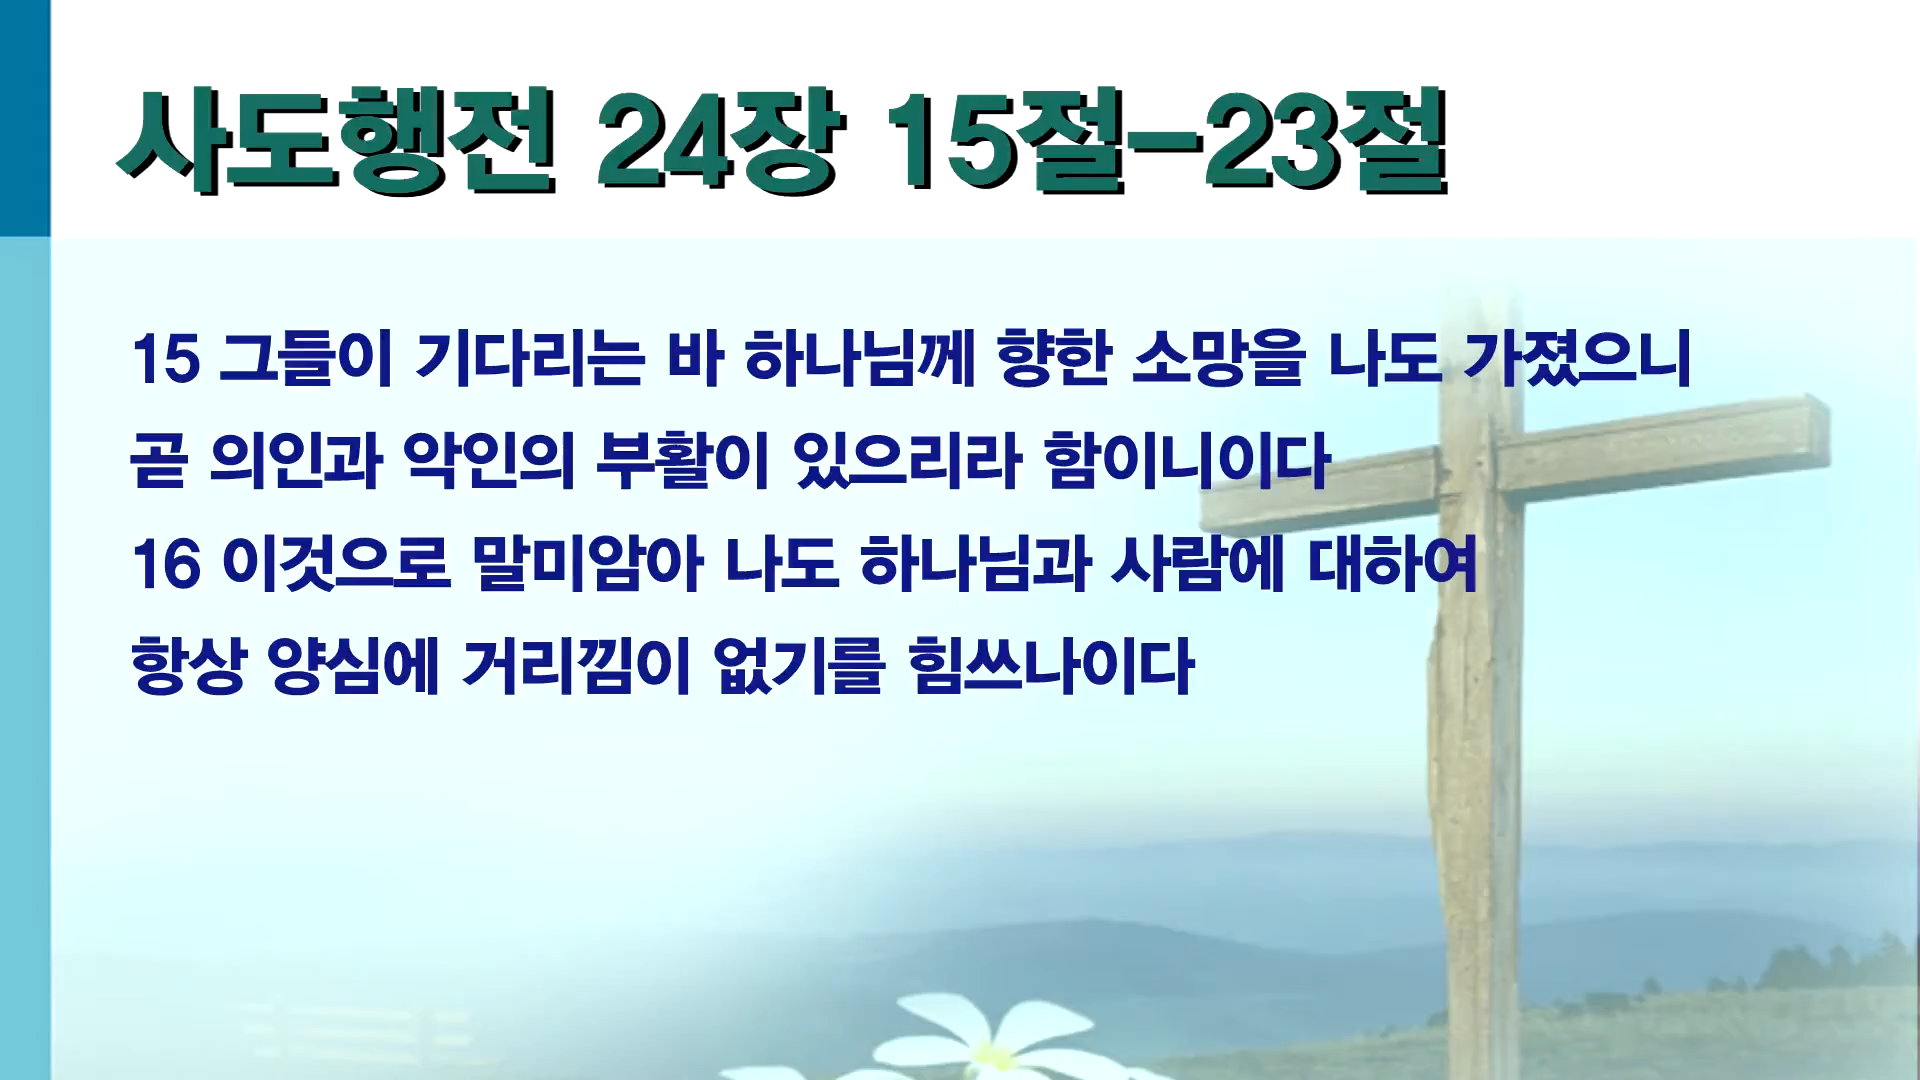 사도행전 24장 15절-23절
15 그들이 기다리는 바 하나님께 향한 소망을 나도 가졌으니
곧 의인과 악인의 부활이 있으리라 함이니이다
16 이것으로 말미암아 나도 하나님과 사람에 대하여
항상 양심에 거리낌이 없기를 힘쓰나이다